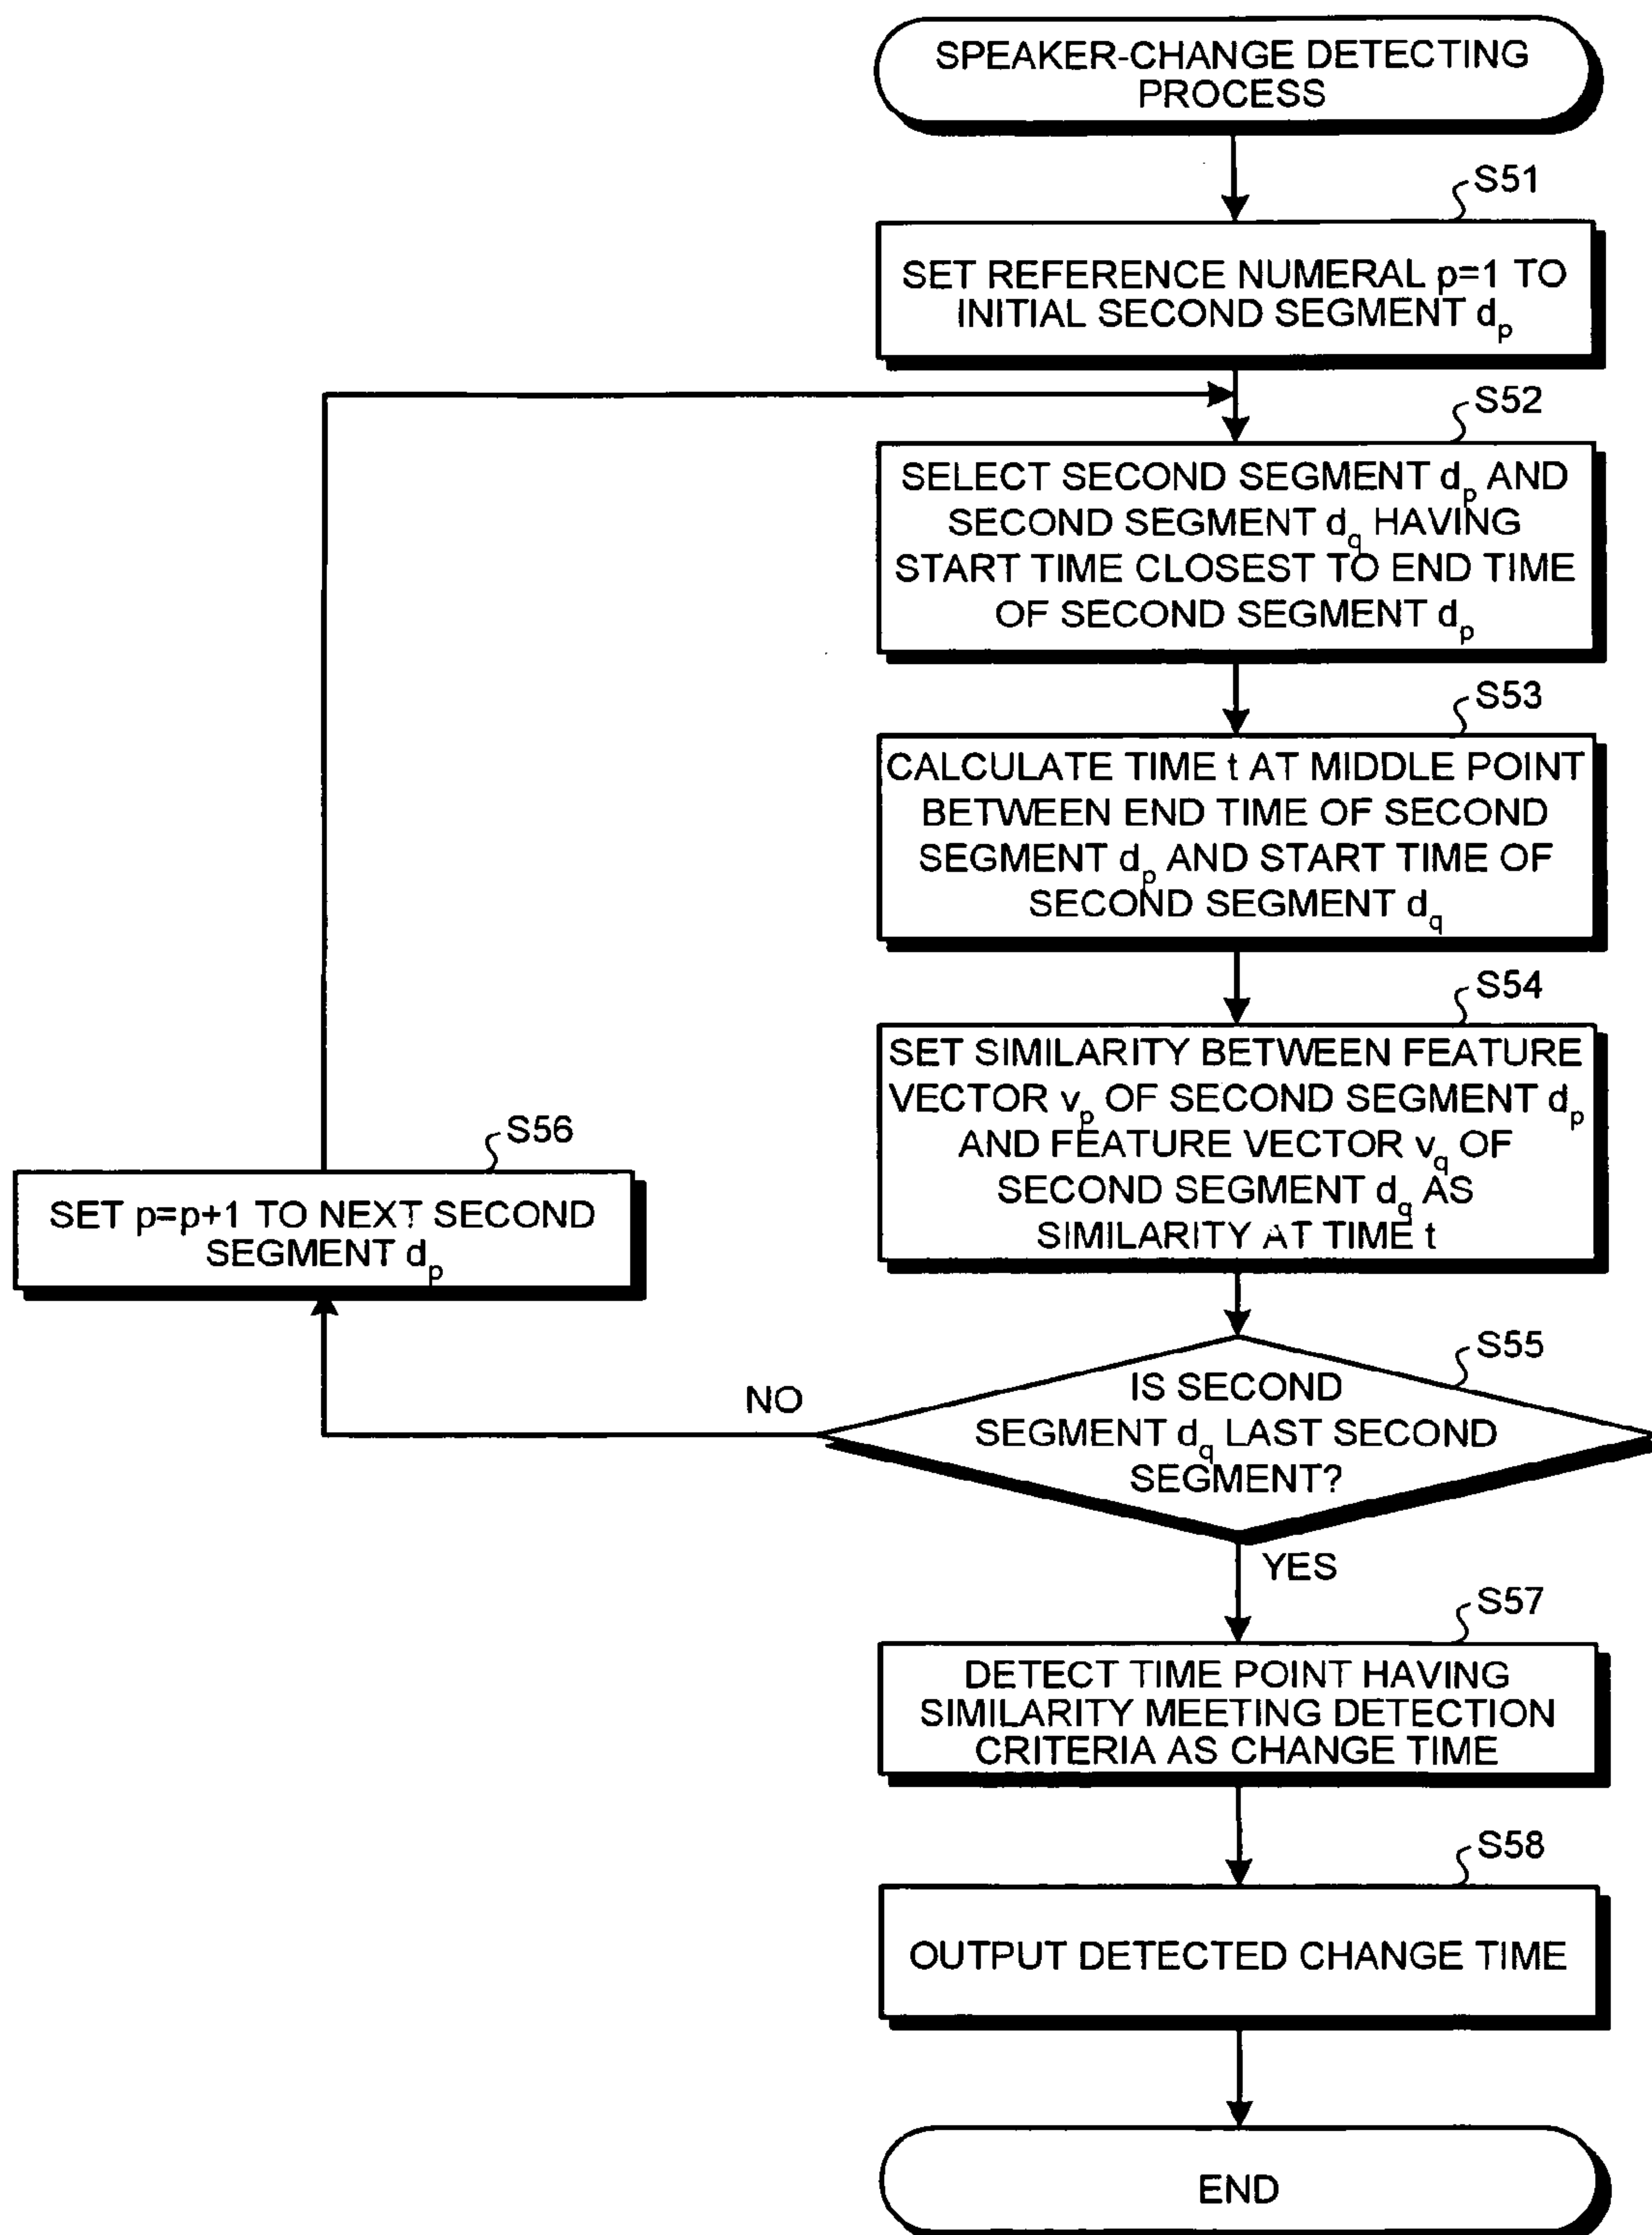 SPEAKER-CHANGE DETECTING
PROCESS
S51
SET REFERENCE NUMERAL p=1 TO
INITIAL SECOND SEGMENT dp
S52
SELECT SECOND SEGMENT dp AND
SECOND SEGMENT dq HAVING
START TIME CLOSEST TO END TIME
OF SECOND SEGMENT dp
S53
CALCULATE TIME t AT MIDDLE POINT
BETWEEN END TIME OF SECOND
SEGMENT dp AND START TIME OF
SECOND SEGMENT dq
S54
SET SIMILARITY BETWEEN FEATURE
VECTOR vp OF SECOND SEGMENT dp
AND FEATURE VECTOR vq OF
SECOND SEGMENT dq AS
SIMILARITY AT TIME t
S55
IS SECOND
SEGMENT dq LAST SECOND
SEGMENT?
NO
S56
SET p=p+1 TO NEXT SECOND
SEGMENT dp
YES
S57
DETECT TIME POINT HAVING
SIMILARITY MEETING DETECTION
CRITERIA AS CHANGE TIME
S58
OUTPUT DETECTED CHANGE TIME
END